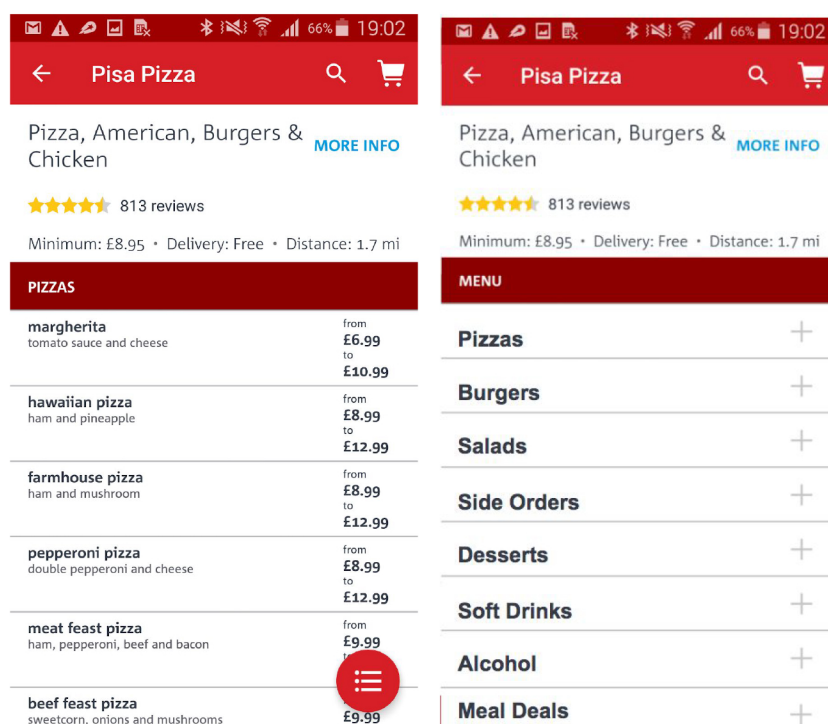 66% 19:02
Pisa Pizza
Pizza, American, Burgers &
Chicken
MORE INFO
813 reviews
Minimum: £8.95 • Delivery: Free • Distance: 1.7 mi
PIZZAS
margherita
tomato sauce and cheese
from
£6.99
to
£10.99
hawaiian pizza
ham and pineapple
from
£8.99
to
£12.99
farmhouse pizza
ham and mushroom
from
£8.99
to
£12.99
pepperoni pizza
double pepperoni and cheese
from
£8.99
to
£12.99
meat feast pizza
ham, pepperoni, beef and bacon
from
£9.99
beef feast pizza
sweetcorn, onions and mushrooms
£9.99
66% 19:02
Pisa Pizza
Pizza, American, Burgers &
Chicken
MORE INFO
813 reviews
Minimum: £8.95 • Delivery: Free • Distance: 1.7 mi
MENU
Pizzas
Burgers
Salads
Side Orders
Desserts
Soft Drinks
Alcohol
Meal Deals